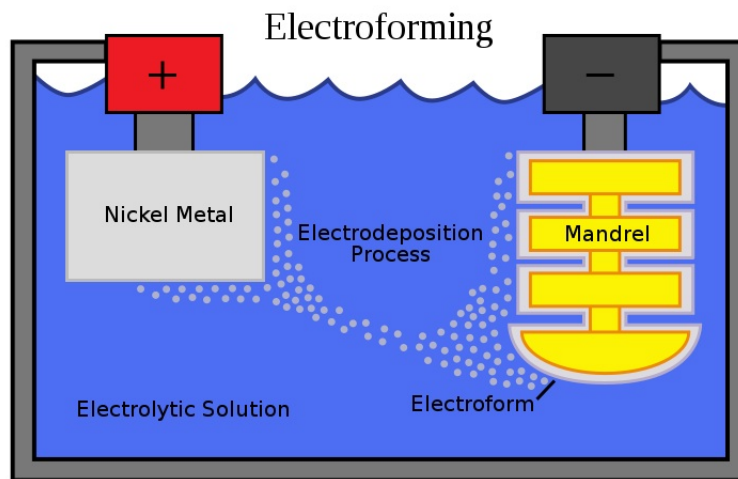 Electroforming
+
−
Nickel Metal
Electrodeposition
Process
Mandrel
Electrolytic Solution
Electroform